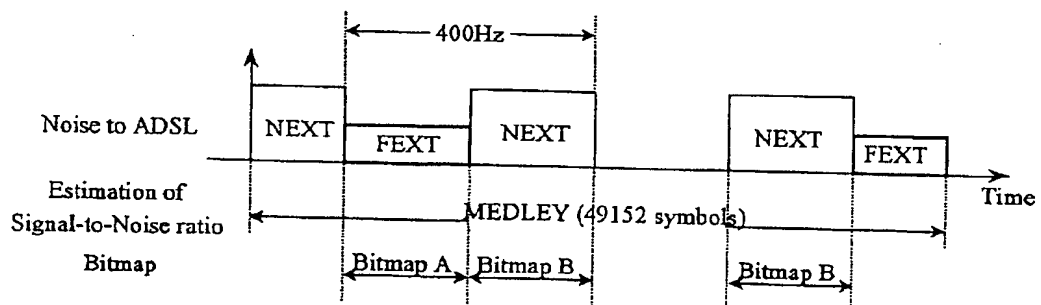 400Hz
Noise to ADSL
NEXT
FEXT
NEXT
NEXT
FEXT
Time
Estimation of
Signal-to-Noise ratio
MEDLEY (49152 symbols)
Bitmap
Bitmap A
Bitmap B
Bitmap B